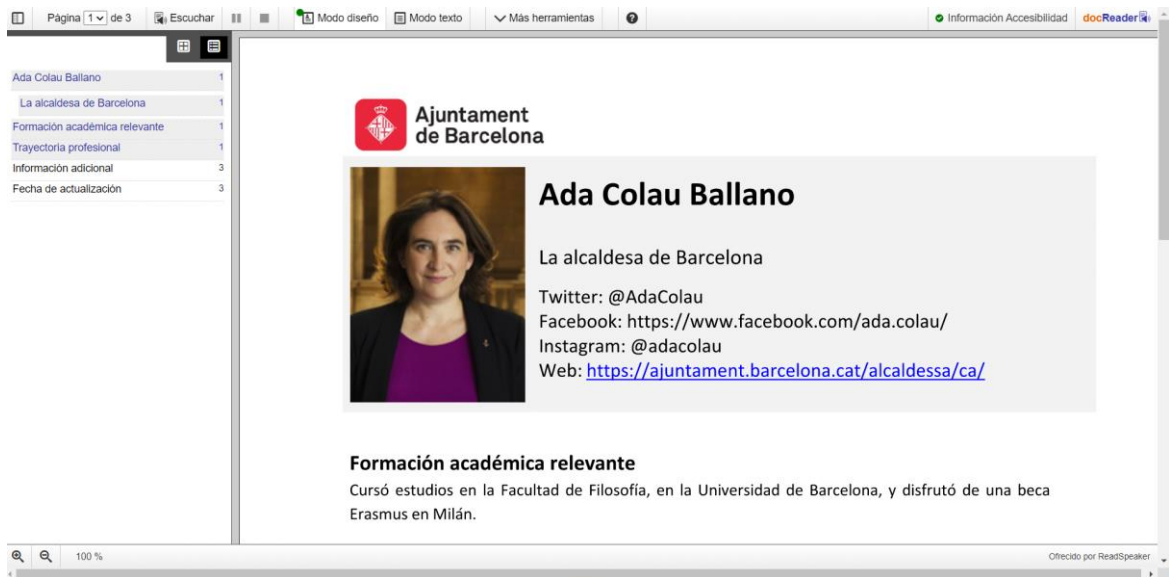 Página 1 de 3 Escuchar Modo diseño Modo texto Más herramientas ? Información Accesibilidad docReader
Ada Colau Ballano 1
La alcaldesa de Barcelona 1
Formación académica relevante 1
Trayectoria profesional 1
Información adicional 3
Fecha de actualización 3
Ajuntament
de Barcelona
Ada Colau Ballano
La alcaldesa de Barcelona
Twitter: @AdaColau
Facebook: https://www.facebook.com/ada.colau/
Instagram: @adacolau
Web: https://ajuntament.barcelona.cat/alcaldessa/ca/
Formación académica relevante
Cursó estudios en la Facultad de Filosofía, en la Universidad de Barcelona, y disfrutó de una beca
Erasmus en Milán.
100 % Ofrecido por ReadSpeaker